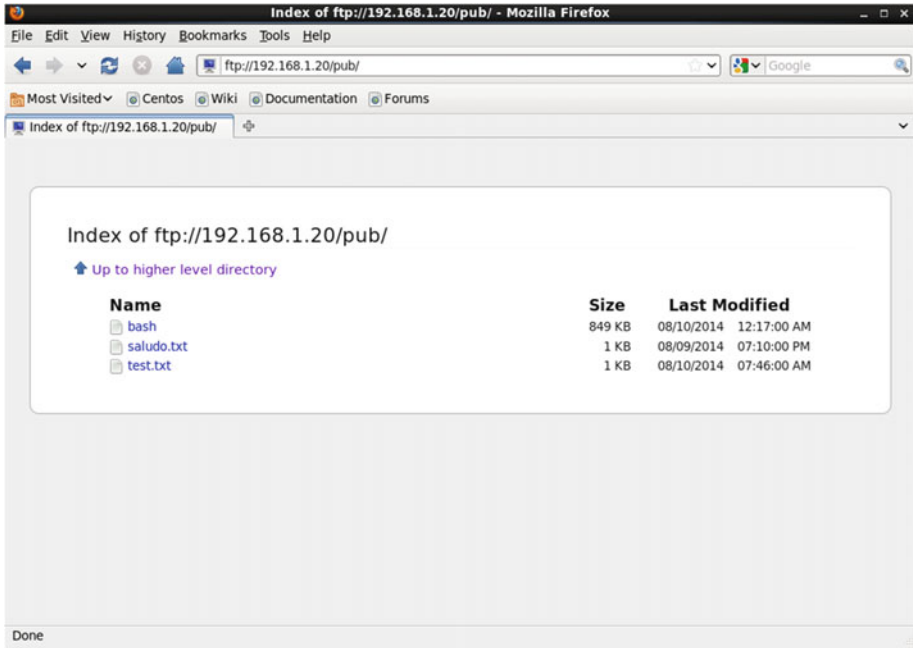 Index of ftp://192.168.1.20/pub/ - Mozilla Firefox
File Edit View History Bookmarks Tools Help
ftp://192.168.1.20/pub/ Google
Most Visited Centos Wiki Documentation Forums
Index of ftp://192.168.1.20/pub/
Index of ftp://192.168.1.20/pub/
Up to higher level directory
Name Size Last Modified
bash 849 KB 08/10/2014 12:17:00 AM
saludo.txt 1 KB 08/09/2014 07:10:00 PM
test.txt 1 KB 08/10/2014 07:46:00 AM
Done